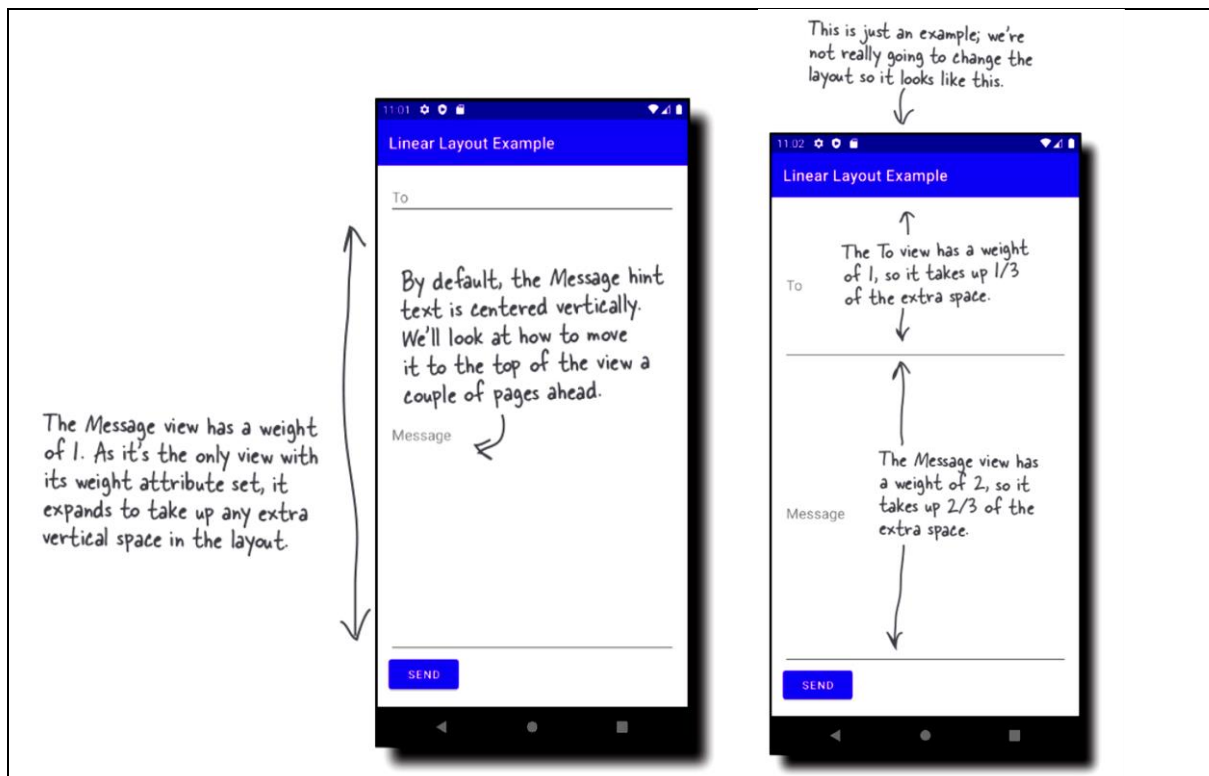 This is just an example; we're
not really going to change the
layout so it looks like this.
11:01
Linear Layout Example
To
By default, the Message hint
text is centered vertically.
We'll look at how to move
it to the top of the view a
couple of pages ahead.
Message
The Message view has a weight
of 1. As it's the only view with
its weight attribute set, it
expands to take up any extra
vertical space in the layout.
SEND
11:02
Linear Layout Example
The To view has a weight
of 1, so it takes up 1/3
of the extra space.
To
The Message view has
a weight of 2, so it
takes up 2/3 of the
extra space.
Message
SEND